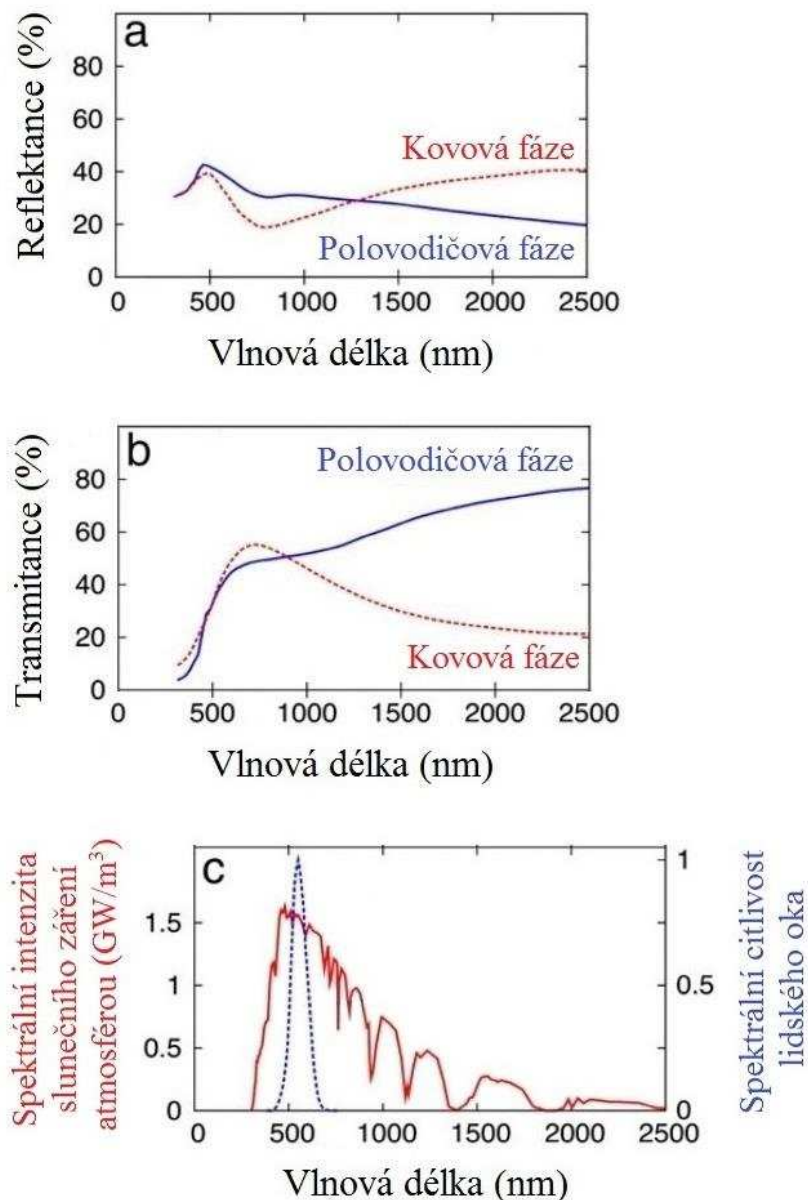 a
Reflektance (%)
80
60
40
20
0
Kovová fáze
Polovodičová fáze
0 500 1000 1500 2000 2500
Vlnová délka (nm)
b
Transmitance (%)
80
60
40
20
0
Polovodičová fáze
Kovová fáze
0 500 1000 1500 2000 2500
Vlnová délka (nm)
c
Spektrální intenzita
slunečního záření
atmosférou (GW/m³)
1.5
1
0.5
0
1
0.5
0
Spektrální citlivost
lidského oka
0 500 1000 1500 2000 2500
Vlnová délka (nm)